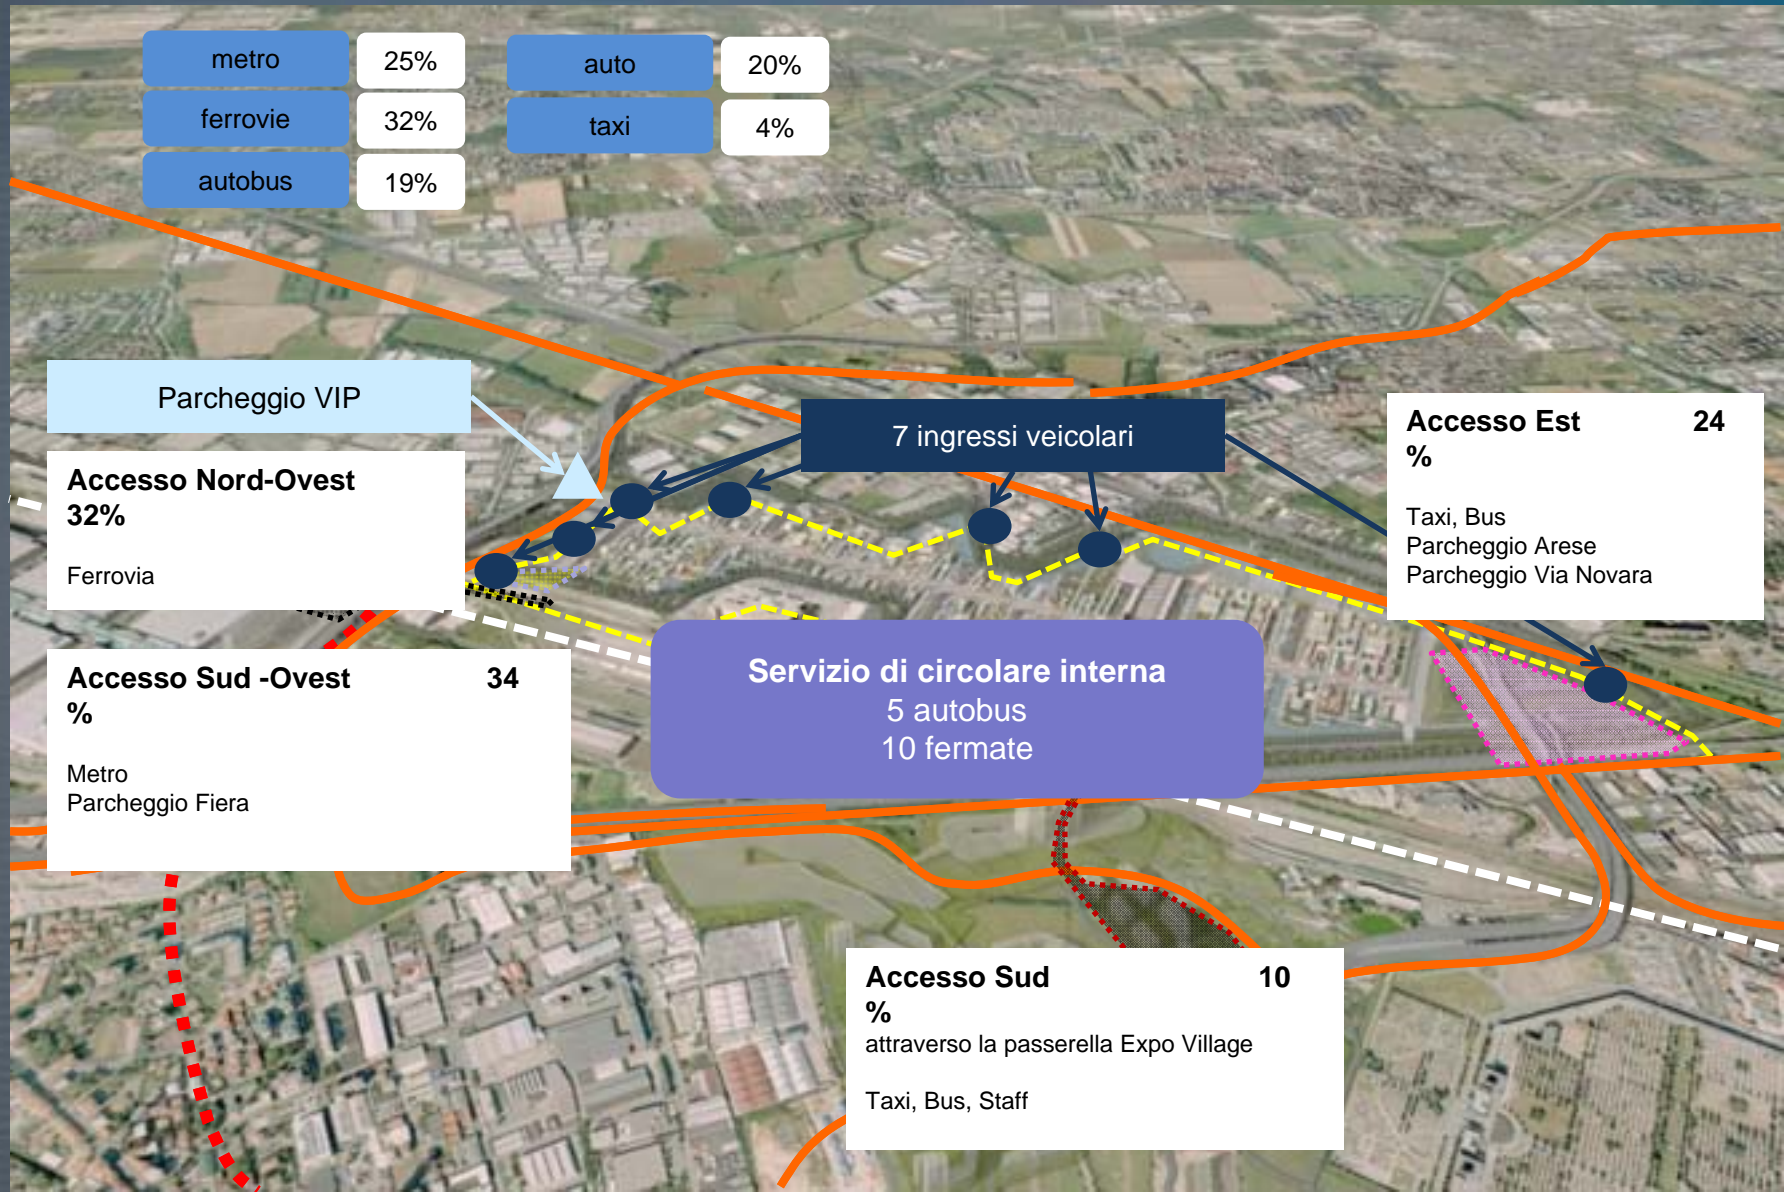 metro 25%
ferrovie 32%
autobus 19%
auto 20%
taxi 4%
Parcheggio VIP
7 ingressi veicolari
Accesso Nord-Ovest
32%
Ferrovia
Accesso Est 24
%
Taxi, Bus
Parcheggio Arese
Parcheggio Via Novara
Accesso Sud -Ovest 34
%
Metro
Parcheggio Fiera
Servizio di circolare interna
5 autobus
10 fermate
Accesso Sud 10
%
attraverso la passerella Expo Village
Taxi, Bus, Staff